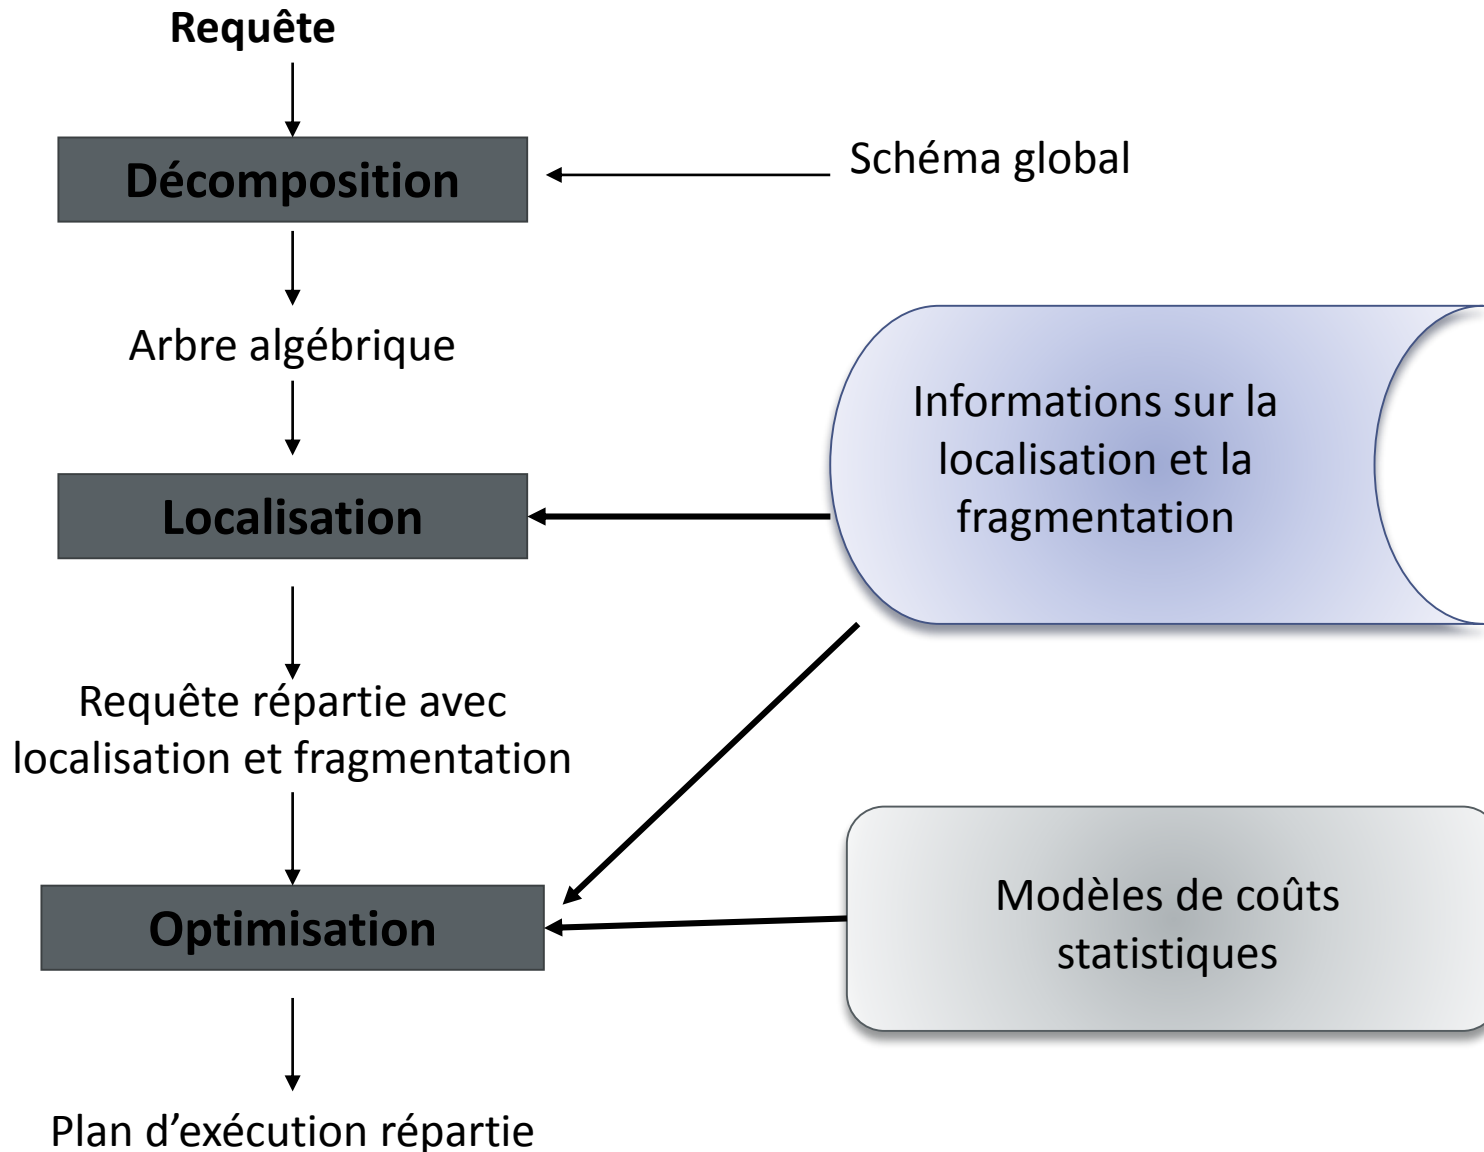 Requête
Décomposition
Schéma global
Arbre algébrique
Informations sur la
localisation et la
fragmentation
Localisation
Requête répartie avec
localisation et fragmentation
Modèles de coûts
statistiques
Optimisation
Plan d’exécution répartie